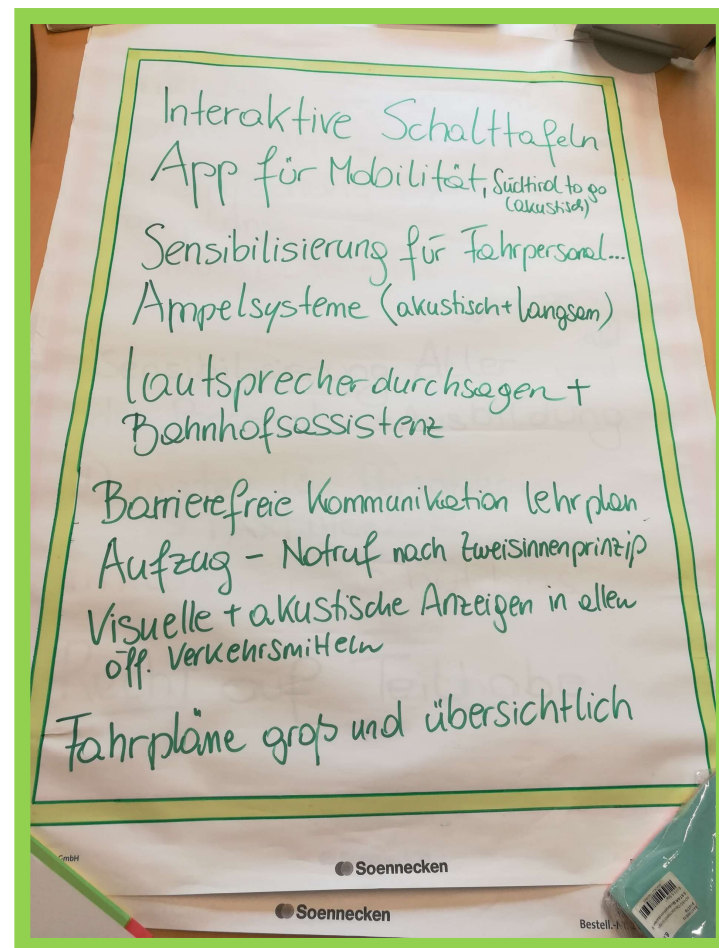 Interaktive Schalttafeln
App für Mobilität, Südtirol to go
(akustisch)
Sensibilisierung für Fahrpersonal...
Ampelsysteme (akustisch + langsam)
Lautsprecherdurchsagen +
Bahnhofsassistenz
Barrierefreie Kommunikation Lehrplan
Aufzug - Notruf nach Zweisinnenprinzip
Visuelle + akustische Anzeigen in allen
öff. Verkehrsmitteln
Fahrpläne groß und übersichtlich
GmbH
Soennecken
Soennecken